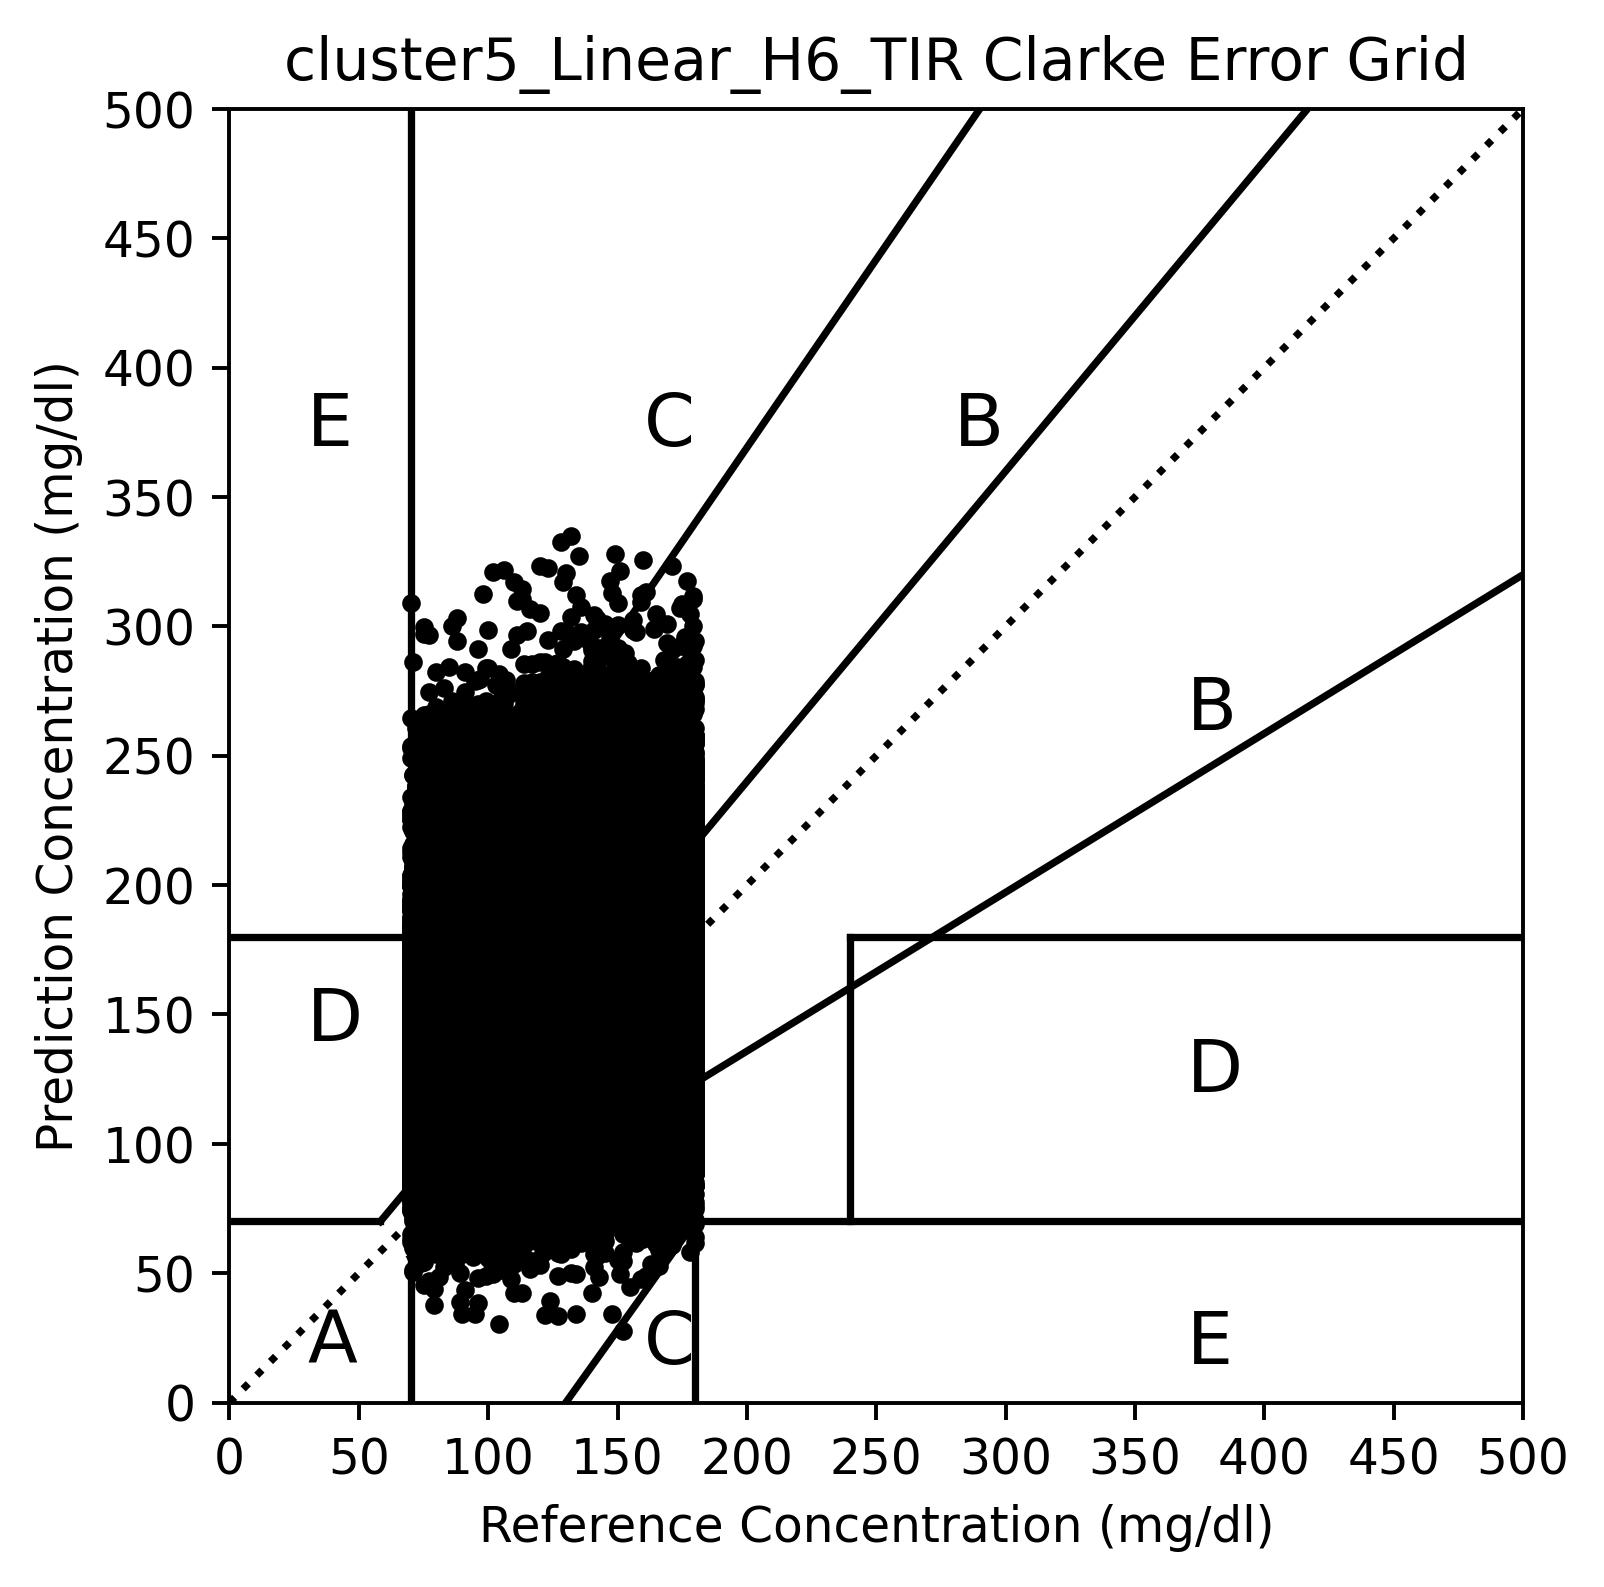 cluster5_Linear_H6_TIR Clarke Error Grid
500
450
400
350
300
250
200
150
100
50
0
Prediction Concentration (mg/dl)
E
C
B
B
D
D
A
C
E
0 50 100 150 200 250 300 350 400 450 500
Reference Concentration (mg/dl)